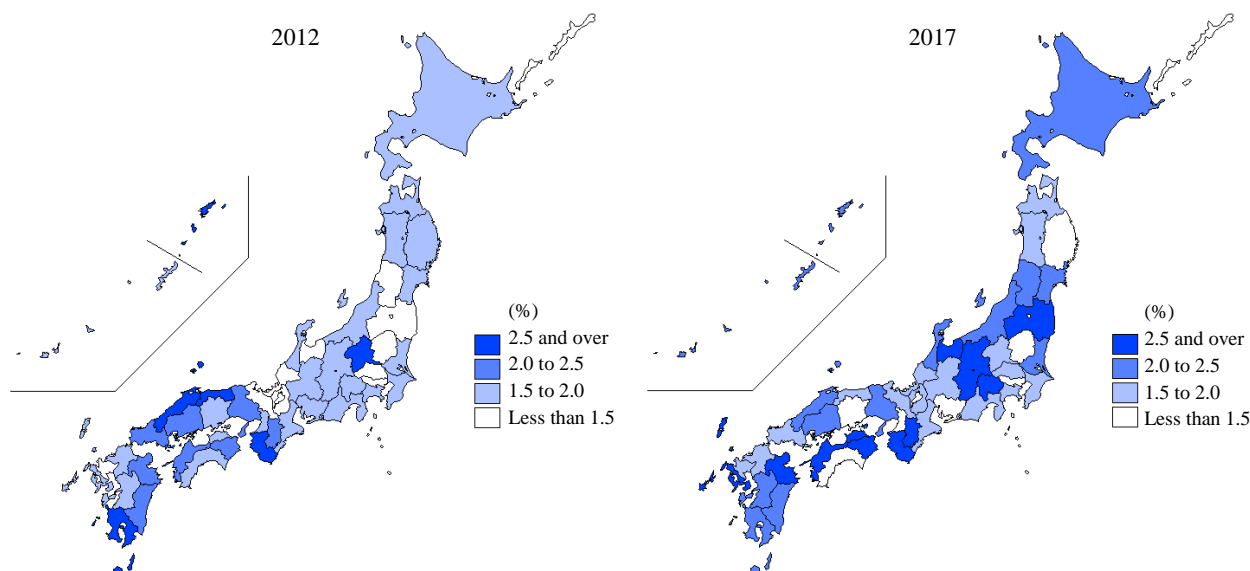 2012
(%)
2.5 and over
2.0 to 2.5
1.5 to 2.0
Less than 1.5
2017
(%)
2.5 and over
2.0 to 2.5
1.5 to 2.0
Less than 1.5